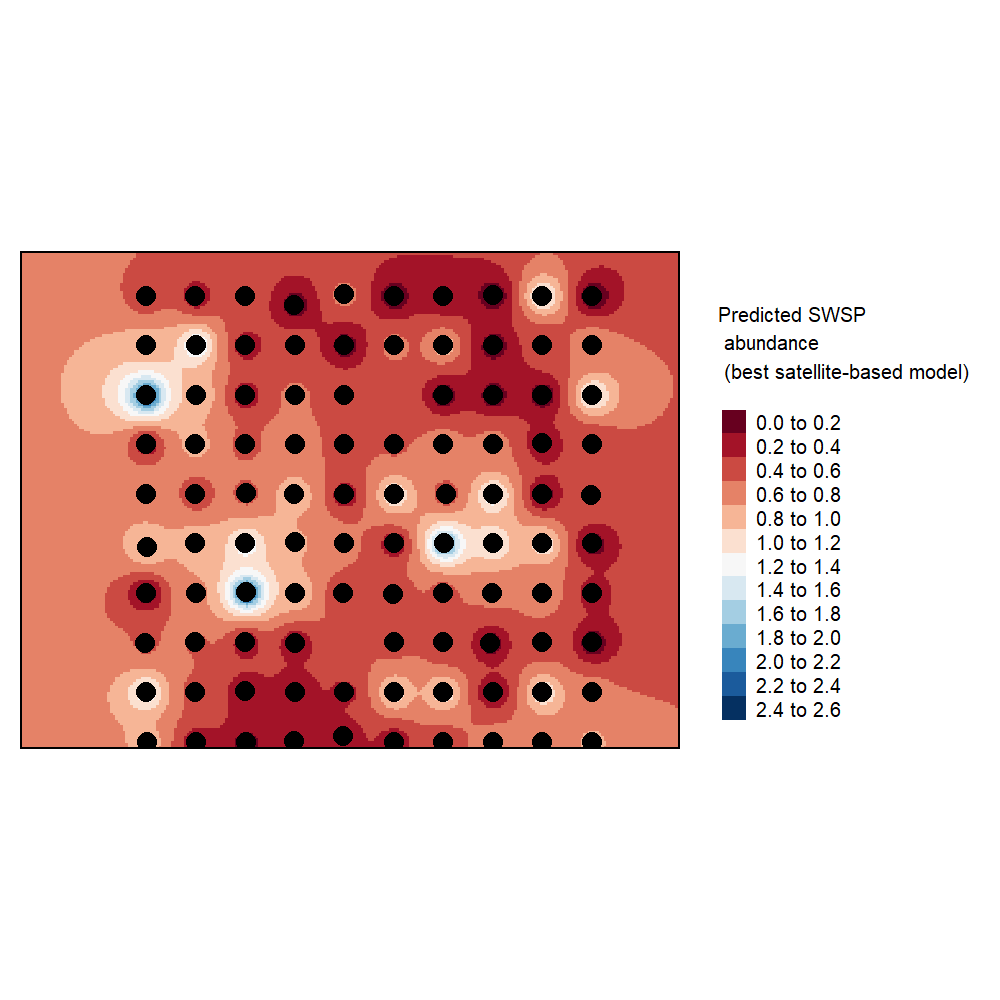 Predicted SWSP
abundance
(best satellite-based model)
0.0 to 0.2
0.2 to 0.4
0.4 to 0.6
0.6 to 0.8
0.8 to 1.0
1.0 to 1.2
1.2 to 1.4
1.4 to 1.6
1.6 to 1.8
1.8 to 2.0
2.0 to 2.2
2.2 to 2.4
2.4 to 2.6